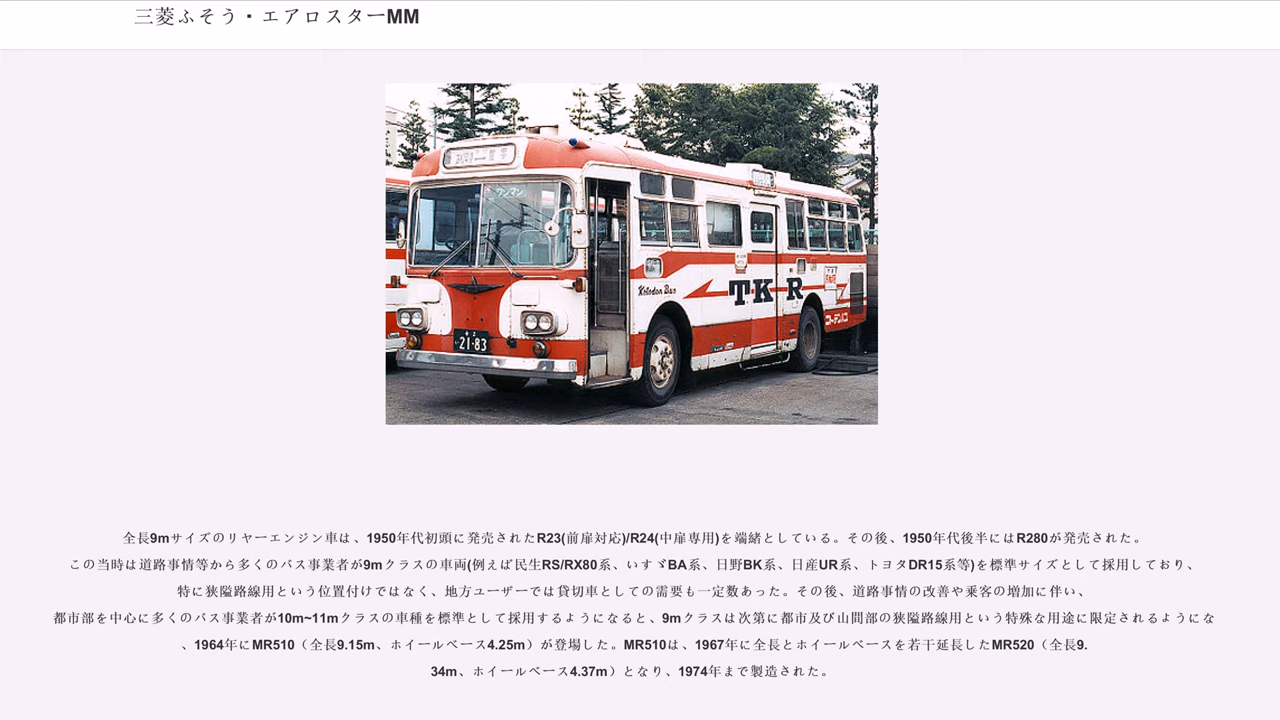 三菱ふそう・エアロスターMM
ワンマン
Kotoden Bus
TKR
コーデンバス
21-83
全長9mサイズのリヤーエンジン車は、1950年代初頭に発売されたR23(前扉対応)/R24(中扉専用)を端緒としている。その後、1950年代後半にはR280が発売された。
この当時は道路事情等から多くのバス事業者が9mクラスの車両(例えば民生RS/RX80系、いすゞBA系、日野BK系、日産UR系、トヨタDR15系等)を標準サイズとして採用しており、
特に狭隘路線用という位置付けではなく、地方ユーザーでは貸切車としての需要も一定数あった。その後、道路事情の改善や乗客の増加に伴い、
都市部を中心に多くのバス事業者が10m~11mクラスの車種を標準として採用するようになると、9mクラスは次第に都市及び山間部の狭隘路線用という特殊な用途に限定されるようにな
、1964年にMR510（全長9.15m、ホイールベース4.25m）が登場した。MR510は、1967年に全長とホイールベースを若干延長したMR520（全長9.
34m、ホイールベース4.37m）となり、1974年まで製造された。